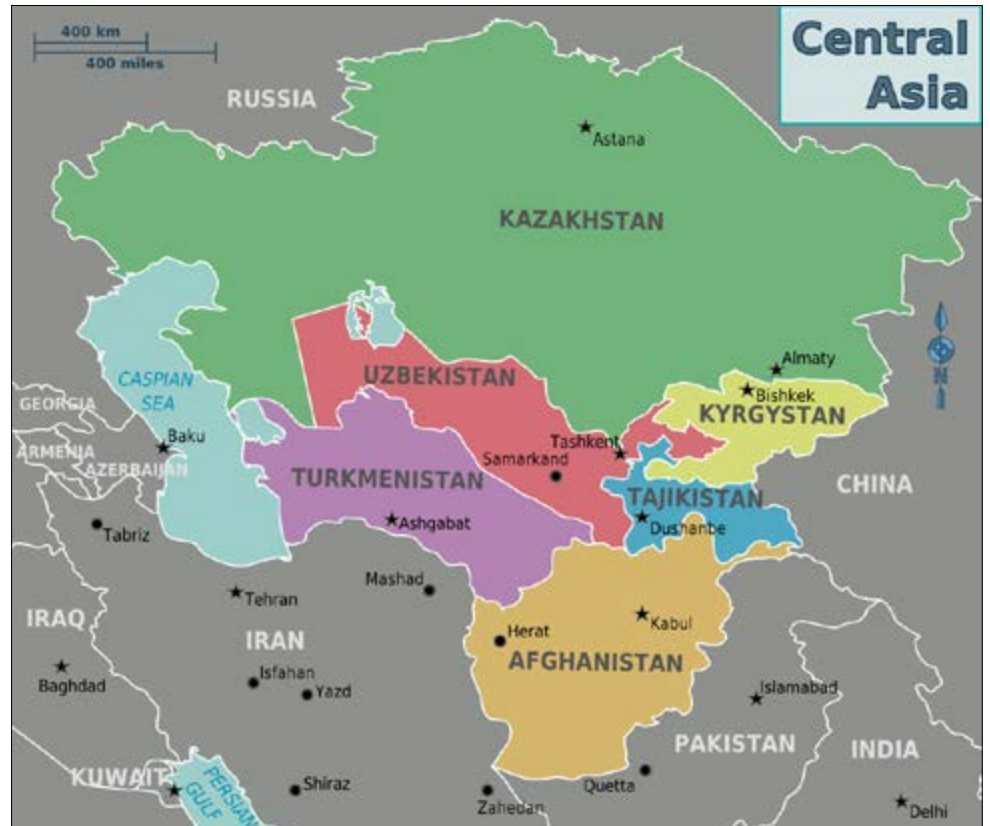 400 km
400 miles
Central
Asia
RUSSIA
Astana
KAZAKHSTAN
CASPIAN
SEA
UZBEKISTAN
Almaty
Bishkek
KYRGYSTAN
GEORGIA
Baku
ARMENIA
AZERBAIJAN
Tashkent
Samarkand
TURKMENISTAN
TAJIKISTAN
CHINA
N
Ashgabat
Dushanbe
Tabriz
Mashad
Tehran
IRAQ
IRAN
Herat
Kabul
AFGHANISTAN
Baghdad
Isfahan
Yazd
Islamabad
PAKISTAN
INDIA
KUWAIT
PERSIAN
GULF
Shiraz
Zahedan
Quetta
Delhi